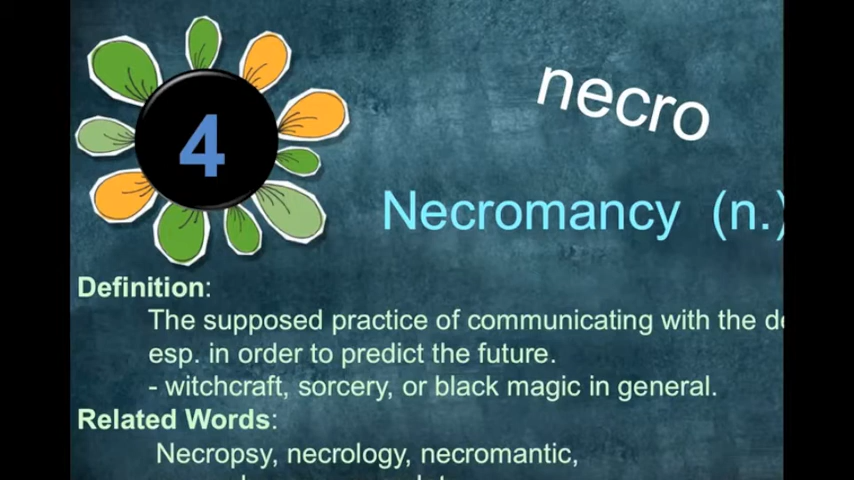 4
necro
Necromancy (n.)
Definition:
The supposed practice of communicating with the
esp. in order to predict the future.
- witchcraft, sorcery, or black magic in general.
Related Words:
Necropsy, necrology, necromantic,